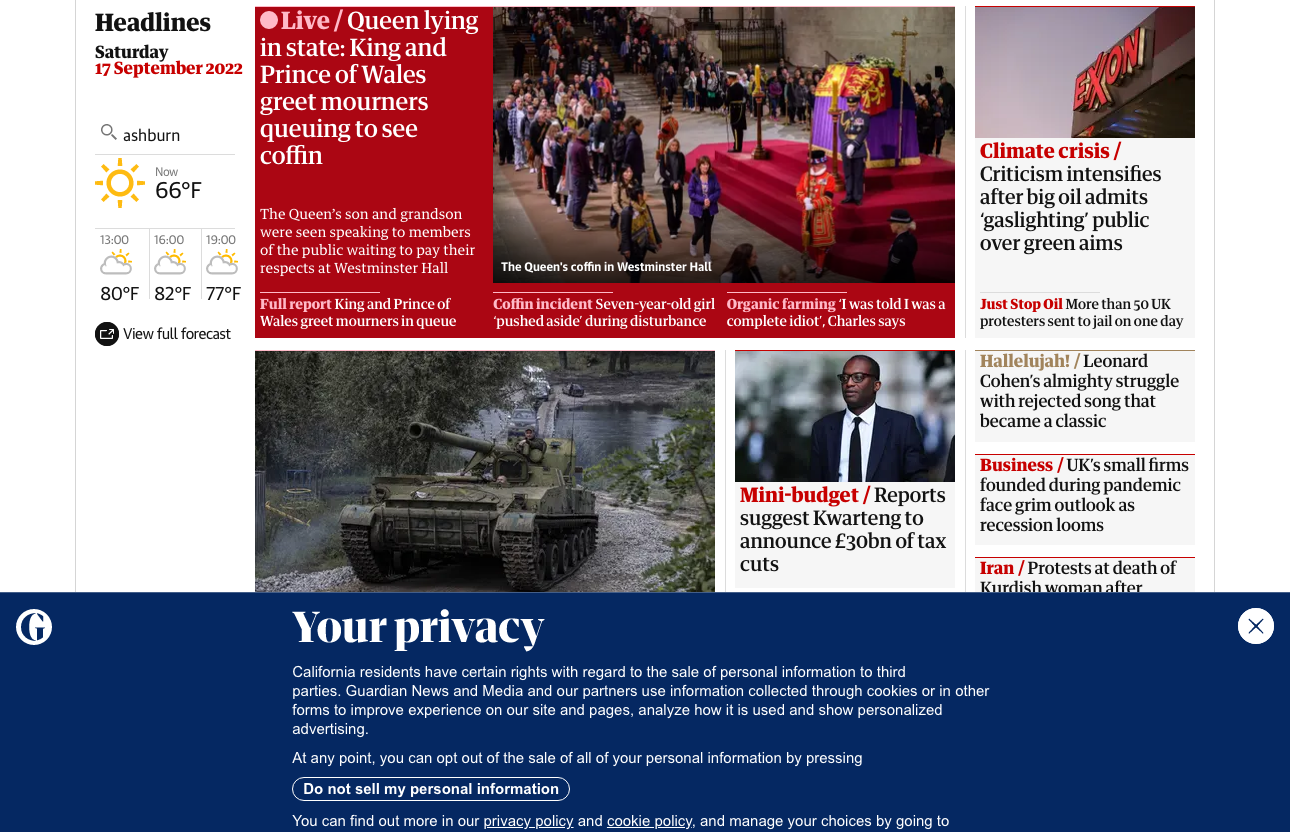 Headlines
Saturday
17 September 2022
ashburn
Now
66°F
13:00
80°F
16:00
82°F
19:00
77°F
View full forecast
Live / Queen lying
in state: King and
Prince of Wales
greet mourners
queuing to see
coffin
The Queen's son and grandson
were seen speaking to members
of the public waiting to pay their
respects at Westminster Hall
The Queen's coffin in Westminster Hall
Full report King and Prince of
Wales greet mourners in queue
Coffin incident Seven-year-old girl
'pushed aside' during disturbance
Organic farming 'I was told I was a
complete idiot', Charles says
EXON
Climate crisis /
Criticism intensifies
after big oil admits
'gaslighting' public
over green aims
Just Stop Oil More than 50 UK
protesters sent to jail on one day
Mini-budget / Reports
suggest Kwarteng to
announce £30bn of tax
cuts
Hallelujah! / Leonard
Cohen's almighty struggle
with rejected song that
became a classic
Business / UK's small firms
founded during pandemic
face grim outlook as
recession looms
Iran / Protests at death of
Kurdish woman after
Your privacy
California residents have certain rights with regard to the sale of personal information to third
parties. Guardian News and Media and our partners use information collected through cookies or in other
forms to improve experience on our site and pages, analyze how it is used and show personalized
advertising.
At any point, you can opt out of the sale of all of your personal information by pressing
Do not sell my personal information
You can find out more in our privacy policy and cookie policy, and manage your choices by going to